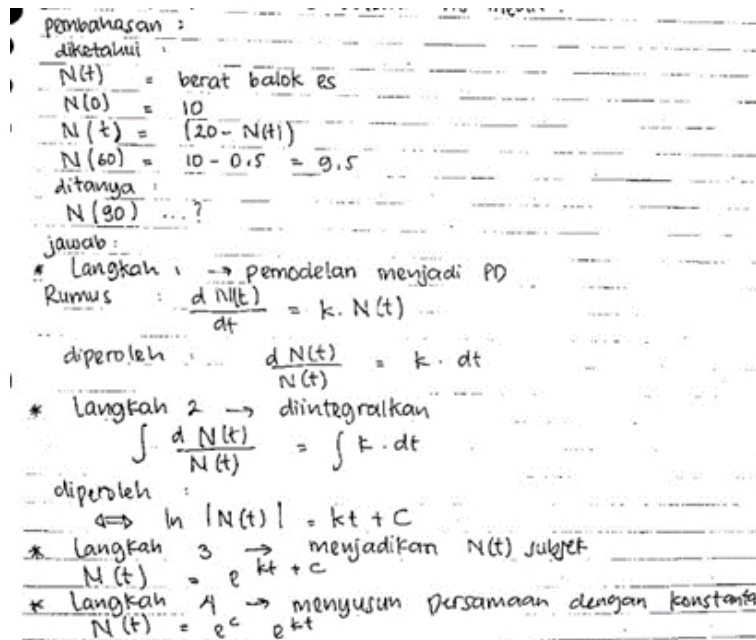 pembahasan :
diketahui :
N(t) = berat balok es
N(0) = 10
N(t) = (20 - N(t))
N(60) = 10 - 0.5 = 9.5
ditanya :
N(90) ...?
jawab :
* Langkah 1 → pemodelan menjadi PD
Rumus : d N(t) / dt = k. N(t)
diperoleh : d N(t) / N(t) = k . dt
* Langkah 2 → diintegralkan
∫ d N(t) / N(t) = ∫ k . dt
diperoleh :
⇔ ln |N(t)| = kt + C
* Langkah 3 → menjadikan N(t) subjek
N(t) = e^{kt + c}
* Langkah 4 → menyusun persamaan dengan konstanta
N(t) = e^{c} e^{kt}